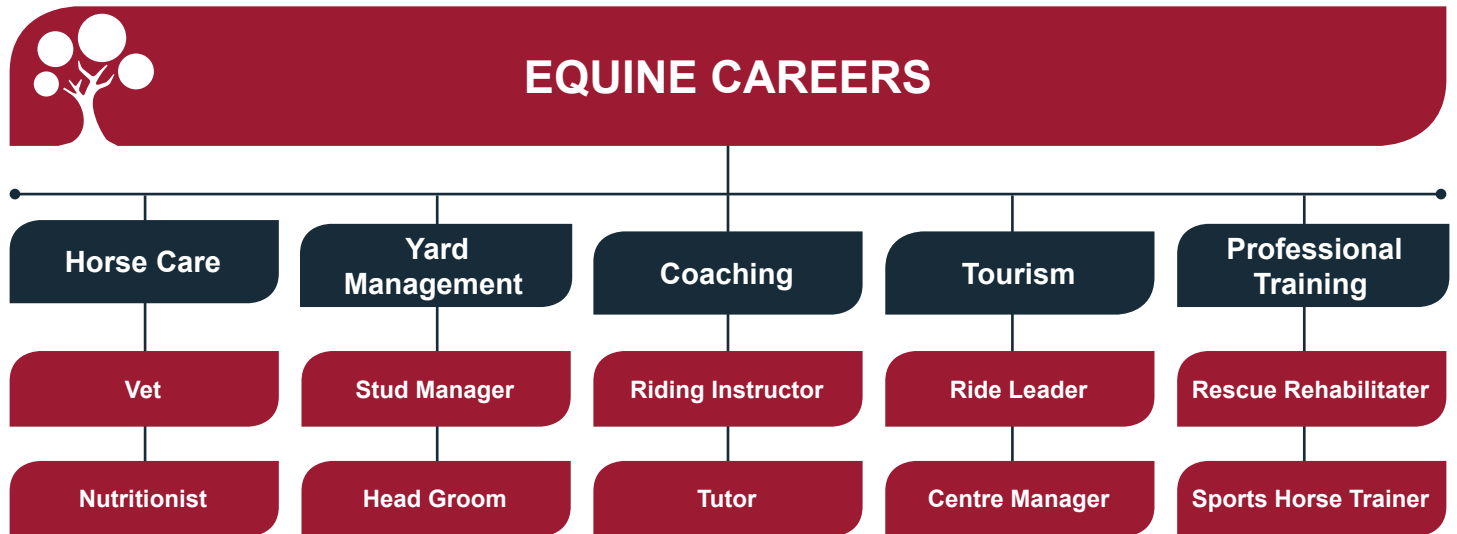 EQUINE CAREERS
Horse Care
Yard
Management
Coaching
Tourism
Professional
Training
Vet
Stud Manager
Riding Instructor
Ride Leader
Rescue Rehabilitater
Nutritionist
Head Groom
Tutor
Centre Manager
Sports Horse Trainer